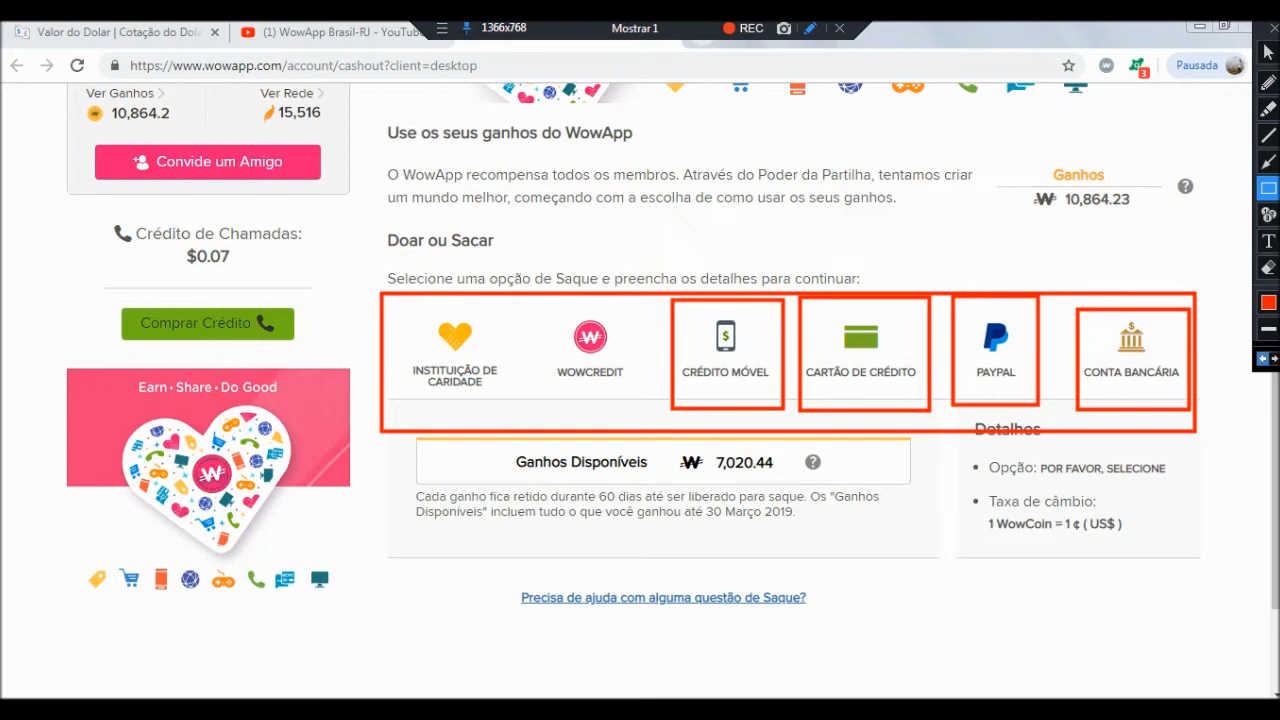 1366x768
Mostrar1
REC
Valor do Dolar | Cotação do Dola
(1) WowApp Brasil-RJ - YouTube
https://www.wowapp.com/account/cashout?client=desktop
3
Pausada
Ver Ganhos
Ver Rede
10,864.2
15,516
Convide um Amigo
Crédito de Chamadas:
$0.07
Comprar Crédito
Earn · Share · Do Good
Use os seus ganhos do WowApp
O WowApp recompensa todos os membros. Através do Poder da Partilha, tentamos criar
um mundo melhor, começando com a escolha de como usar os seus ganhos.
Ganhos
10,864.23
?
Doar ou Sacar
Selecione uma opção de Saque e preencha os detalhes para continuar:
INSTITUIÇÃO DE
CARIDADE
WOWCREDIT
CRÉDITO MÓVEL
CARTÃO DE CRÉDITO
PAYPAL
CONTA BANCÁRIA
Ganhos Disponíveis 7,020.44 ?
Cada ganho fica retido durante 60 dias até ser liberado para saque. Os "Ganhos
Disponíveis" incluem tudo o que você ganhou até 30 Março 2019.
Detalhos
Opção: POR FAVOR, SELECIONE
Taxa de câmbio:
1 WowCoin = 1 ¢ ( US$ )
Precisa de ajuda com alguma questão de Saque?